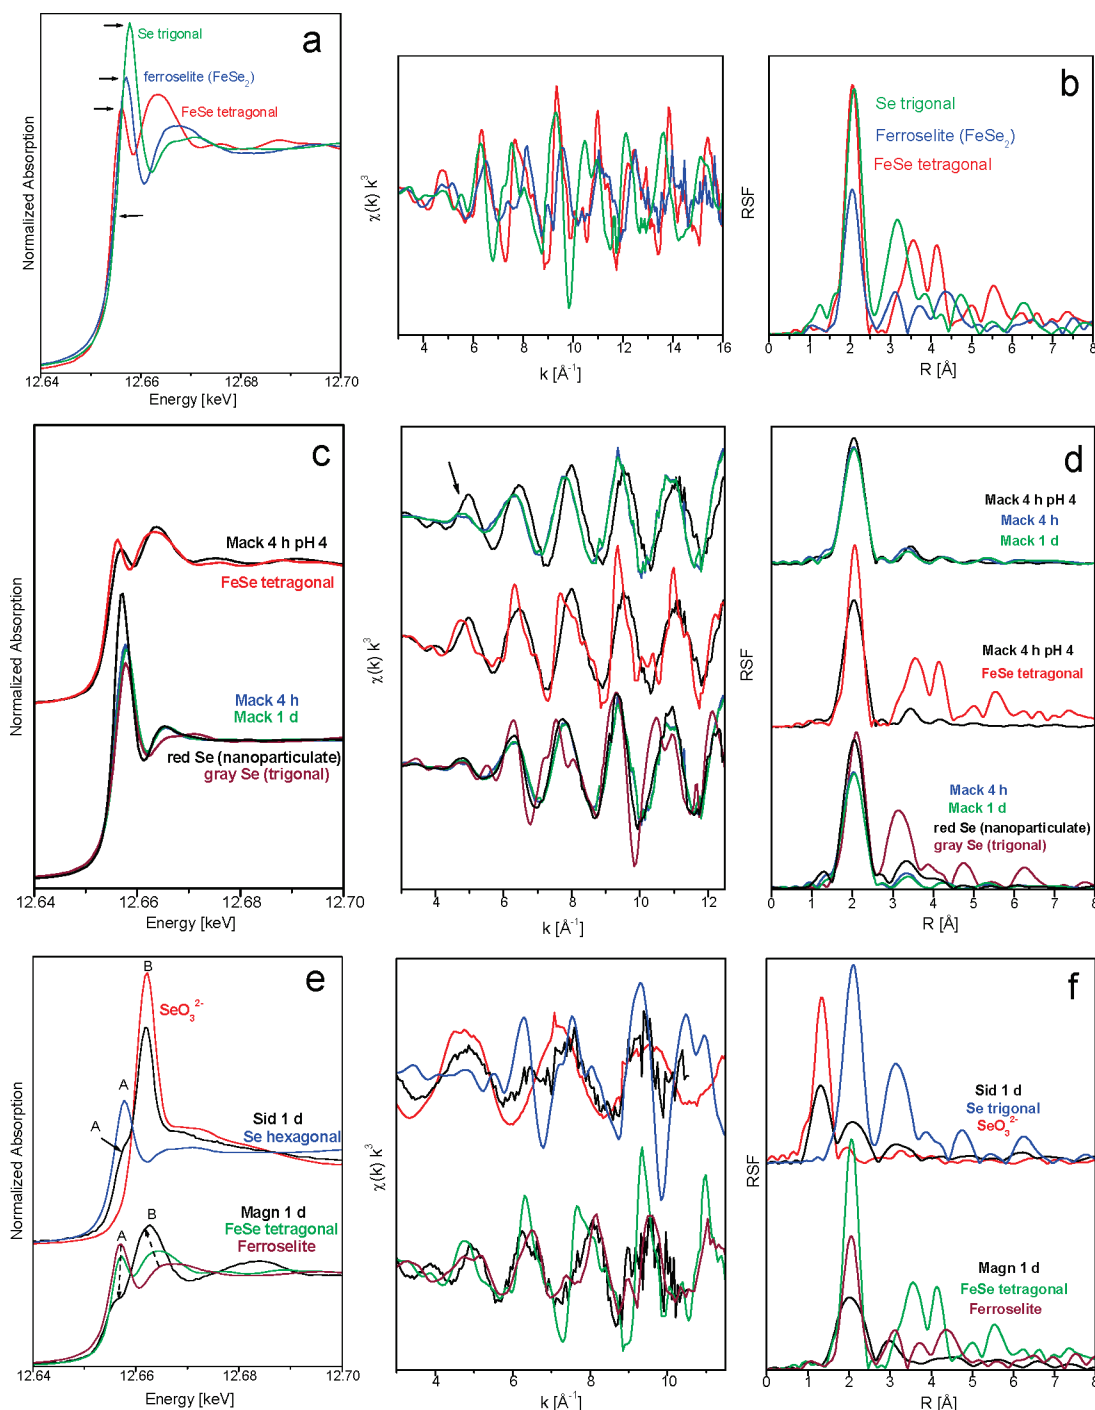 a
Se trigonal
ferroselite (FeSe2)
FeSe tetragonal
Normalized Absorption
12.64 12.66 12.68 12.70
Energy [keV]
χ(k) k³
4 6 8 10 12 14 16
k [Å⁻¹]
b
Se trigonal
Ferroselite (FeSe2)
FeSe tetragonal
RSF
0 1 2 3 4 5 6 7 8
R [Å]
c
Mack 4 h pH 4
FeSe tetragonal
Mack 4 h
Mack 1 d
red Se (nanoparticulate)
gray Se (trigonal)
Normalized Absorption
12.64 12.66 12.68 12.70
Energy [keV]
χ(k) k³
4 6 8 10 12
k [Å⁻¹]
d
Mack 4 h pH 4
Mack 4 h
Mack 1 d
Mack 4 h pH 4
FeSe tetragonal
Mack 4 h
Mack 1 d
red Se (nanoparticulate)
gray Se (trigonal)
RSF
0 1 2 3 4 5 6 7 8
R [Å]
e
B
SeO3²⁻
A
A
Sid 1 d
Se hexagonal
Magn 1 d
FeSe tetragonal
Ferroselite
A
B
Normalized Absorption
12.64 12.66 12.68 12.70
Energy [keV]
χ(k) k³
4 6 8 10
k [Å⁻¹]
f
Sid 1 d
Se trigonal
SeO3²⁻
Magn 1 d
FeSe tetragonal
Ferroselite
RSF
0 1 2 3 4 5 6 7 8
R [Å]